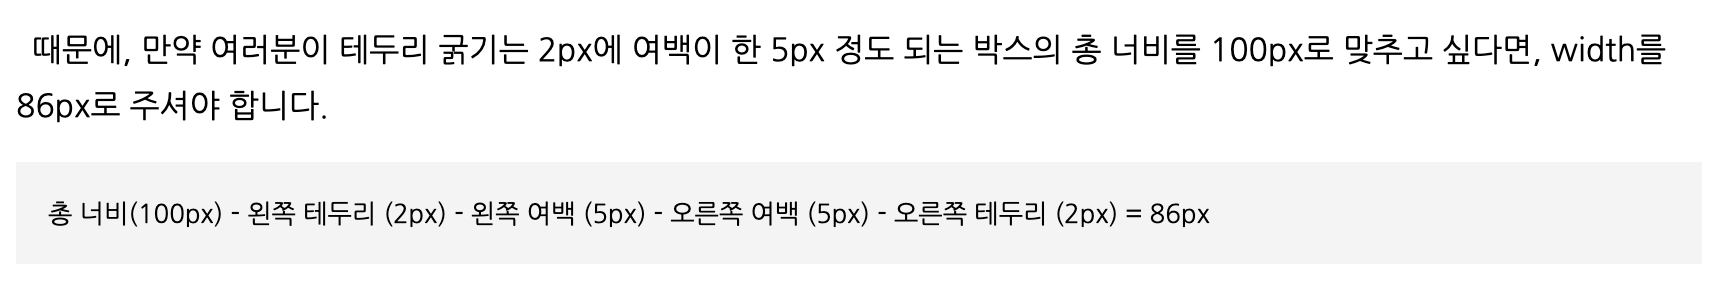 때문에, 만약 여러분이 테두리 굵기는 2px에 여백이 한 5px 정도 되는 박스의 총 너비를 100px로 맞추고 싶다면, width를
86px로 주셔야 합니다.
총 너비(100px) - 왼쪽 테두리 (2px) - 왼쪽 여백 (5px) - 오른쪽 여백 (5px) - 오른쪽 테두리 (2px) = 86px